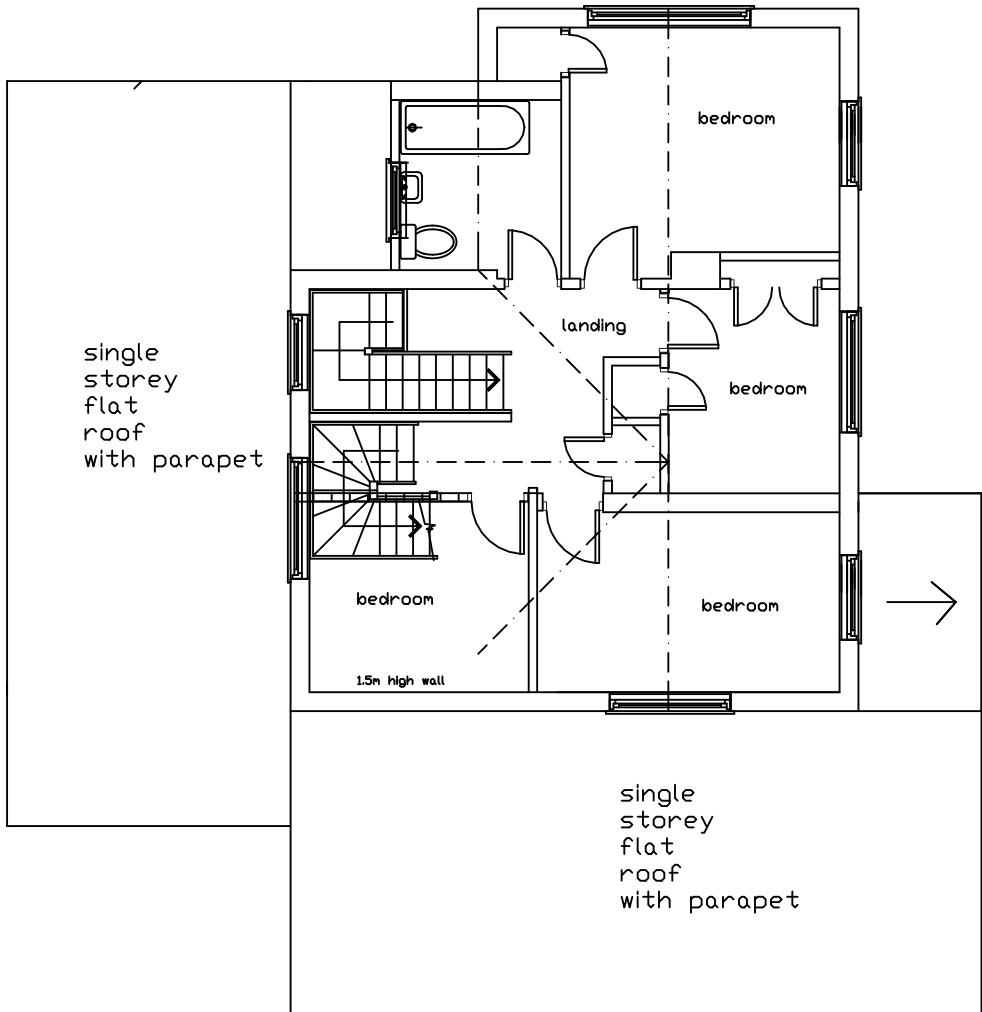 bedroom
landing
single
storey
flat
roof
with parapet
bedroom
bedroom
bedroom
1.5m high wall
single
storey
flat
roof
with parapet